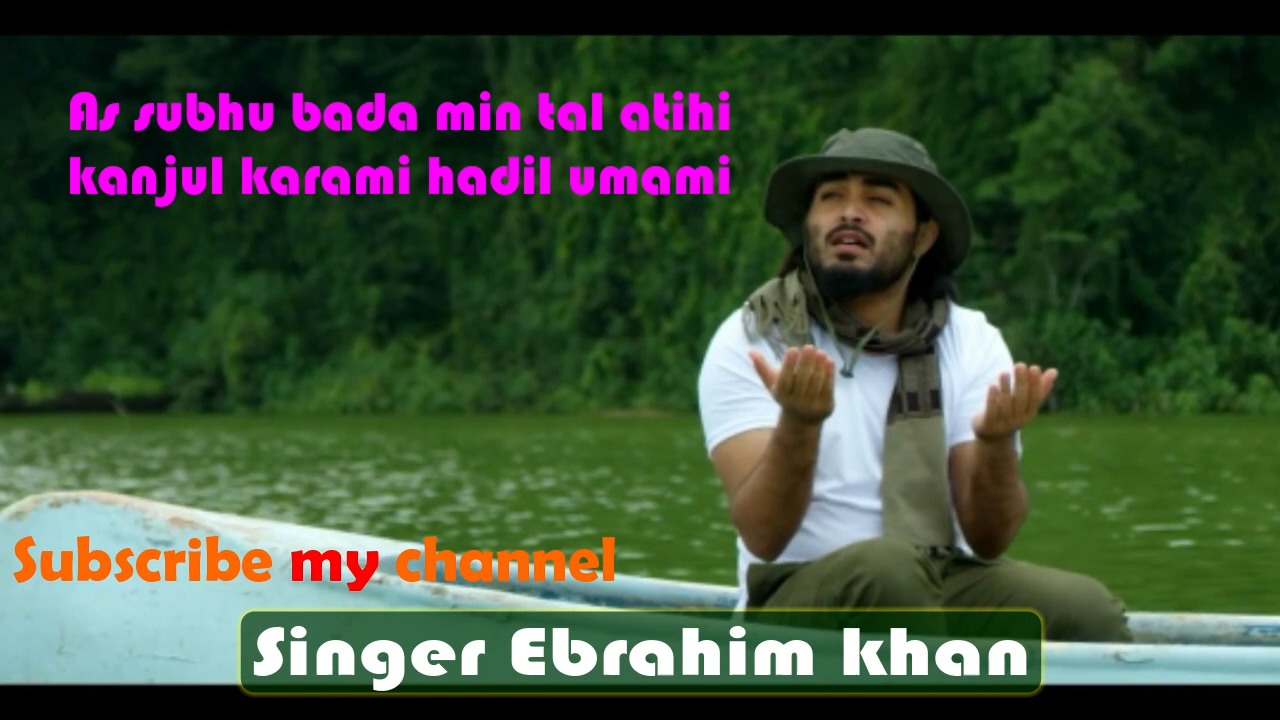 As subhu bada min tal atihi
kanjul karami hadil umami
Subscribe my channel
Singer Ebrahim khan